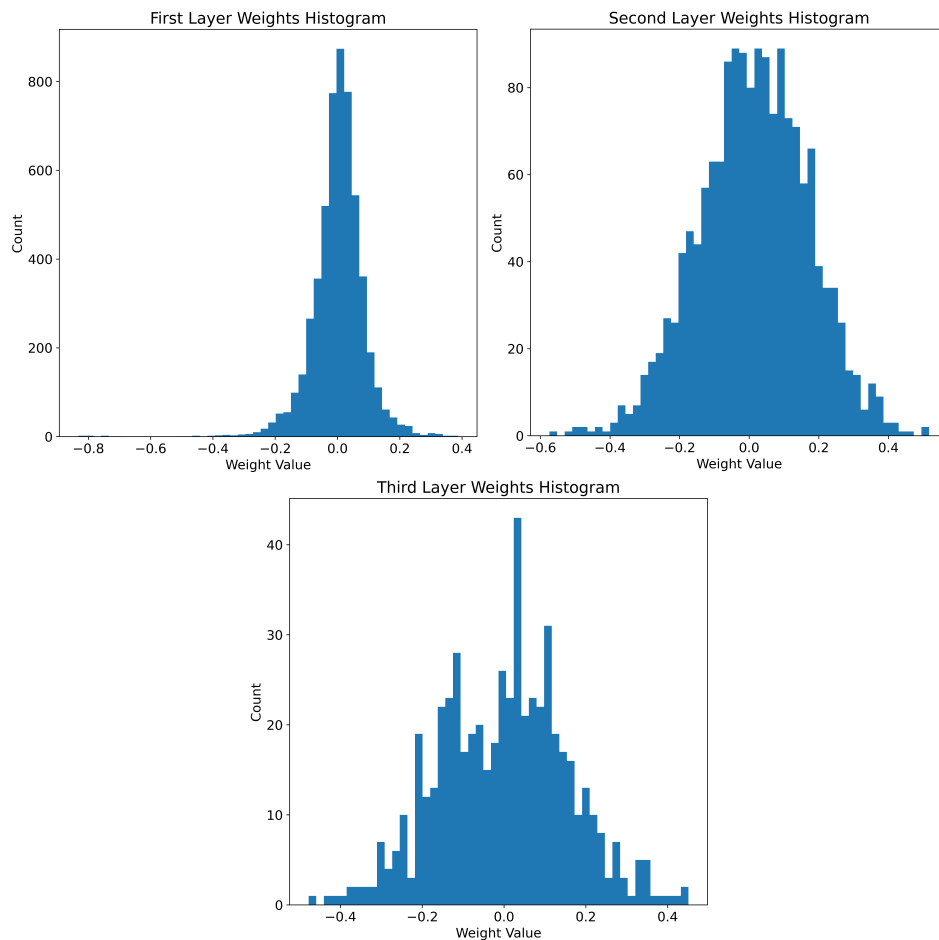 First Layer Weights Histogram
Second Layer Weights Histogram
800
600
400
200
0
Count
−0.8 −0.6 −0.4 −0.2 0.0 0.2 0.4
Weight Value
80
60
40
20
0
Count
−0.6 −0.4 −0.2 0.0 0.2 0.4
Weight Value
Third Layer Weights Histogram
40
30
20
10
0
Count
−0.4 −0.2 0.0 0.2 0.4
Weight Value